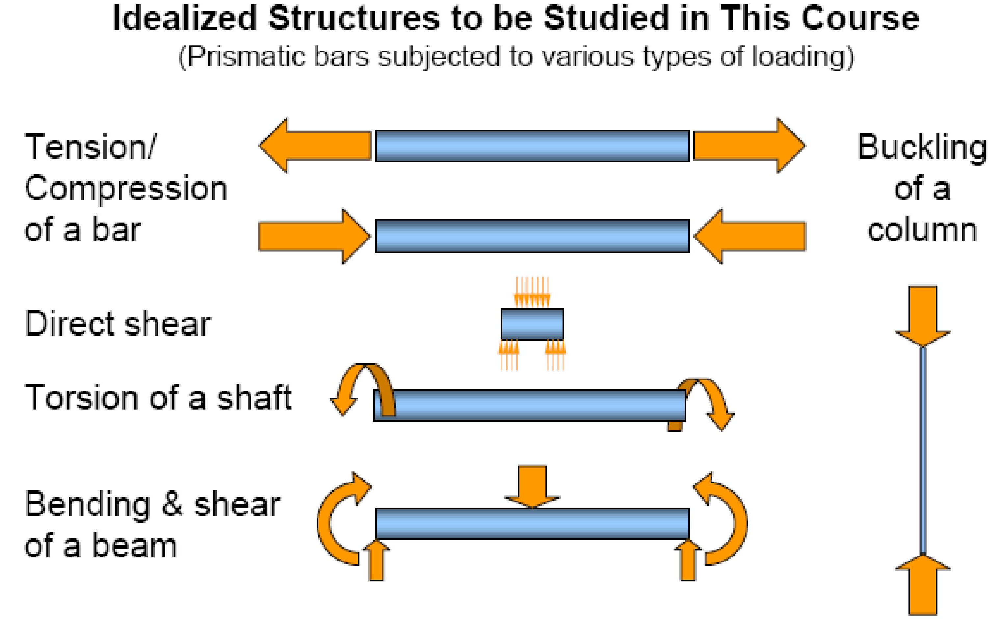 Idealized Structures to be Studied in This Course
(Prismatic bars subjected to various types of loading)
Tension/
Compression
of a bar
Buckling
of a
column
Direct shear
Torsion of a shaft
Bending & shear
of a beam